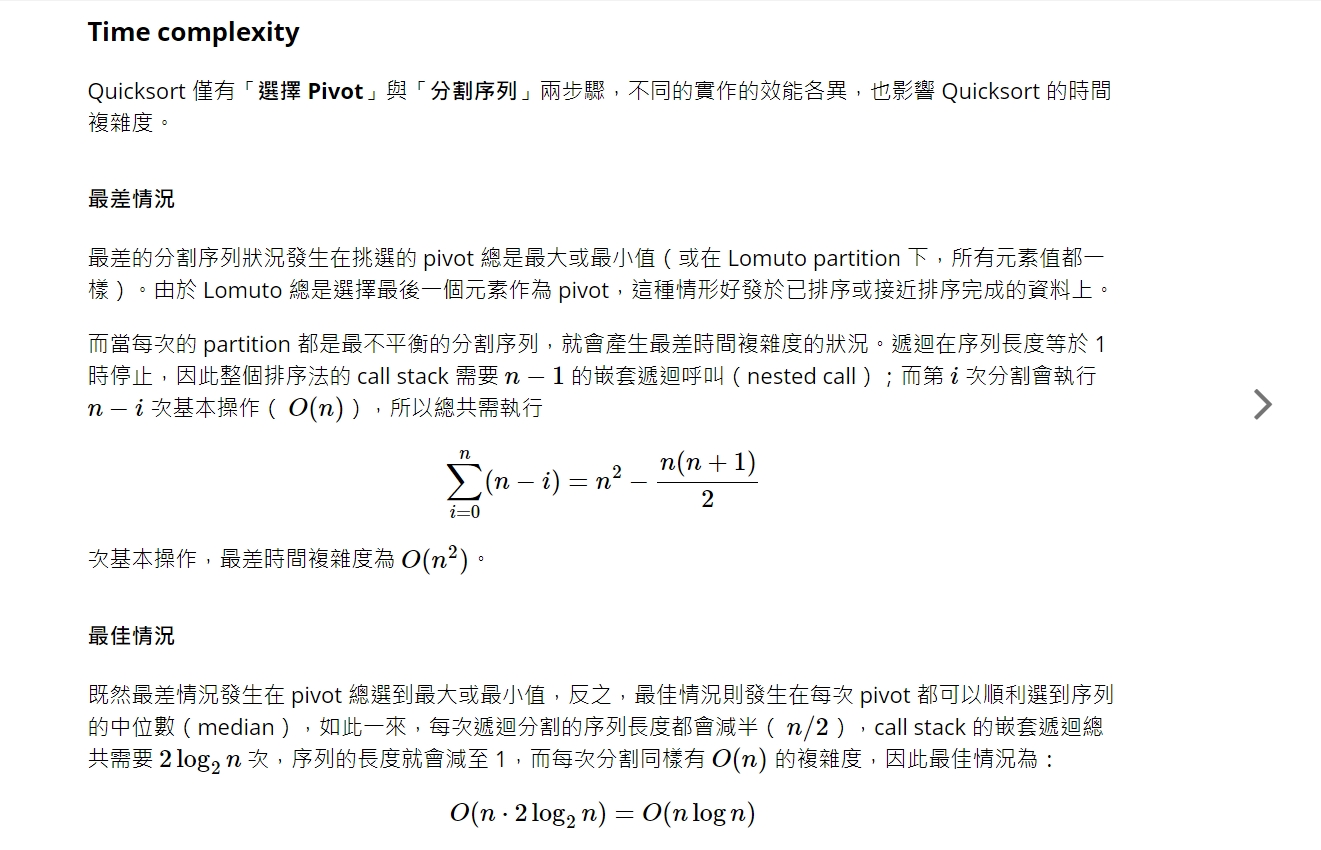 Time complexity
Quicksort 僅有「選擇 Pivot」與「分割序列」兩步驟，不同的實作的效能各異，也影響 Quicksort 的時間
複雜度。
最差情況
最差的分割序列狀況發生在挑選的 pivot 總是最大或最小值（或在 Lomuto partition 下，所有元素值都一
樣）。由於 Lomuto 總是選擇最後一個元素作為 pivot，這種情形好發於已排序或接近排序完成的資料上。
而當每次的 partition 都是最不平衡的分割序列，就會產生最差時間複雜度的狀況。遞迴在序列長度等於 1
時停止，因此整個排序法的 call stack 需要 n − 1 的嵌套遞迴呼叫（nested call）；而第 i 次分割會執行
n − i 次基本操作（ O(n)），所以總共需執行
\sum_{i=0}^{n} (n − i) = n^2 − \frac{n(n + 1)}{2}
次基本操作，最差時間複雜度為 O(n^2)。
最佳情況
既然最差情況發生在 pivot 總選到最大或最小值，反之，最佳情況則發生在每次 pivot 都可以順利選到序列
的中位數（median），如此一來，每次遞迴分割的序列長度都會減半（ n/2），call stack 的嵌套遞迴總
共需要 2 log₂ n 次，序列的長度就會減至 1，而每次分割同樣有 O(n) 的複雜度，因此最佳情況為：
O(n · 2 log₂ n) = O(n log n)